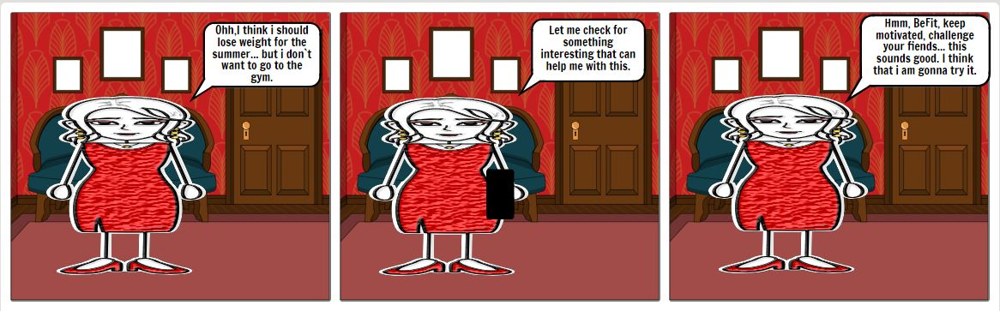 Ohh,I think i should
lose weight for the
summer... but i don`t
want to go to the
gym.
Let me check for
something
interesting that can
help me with this.
Hmm, BeFit, keep
motivated, challenge
your fiends... this
sounds good. I think
that i am gonna try it.